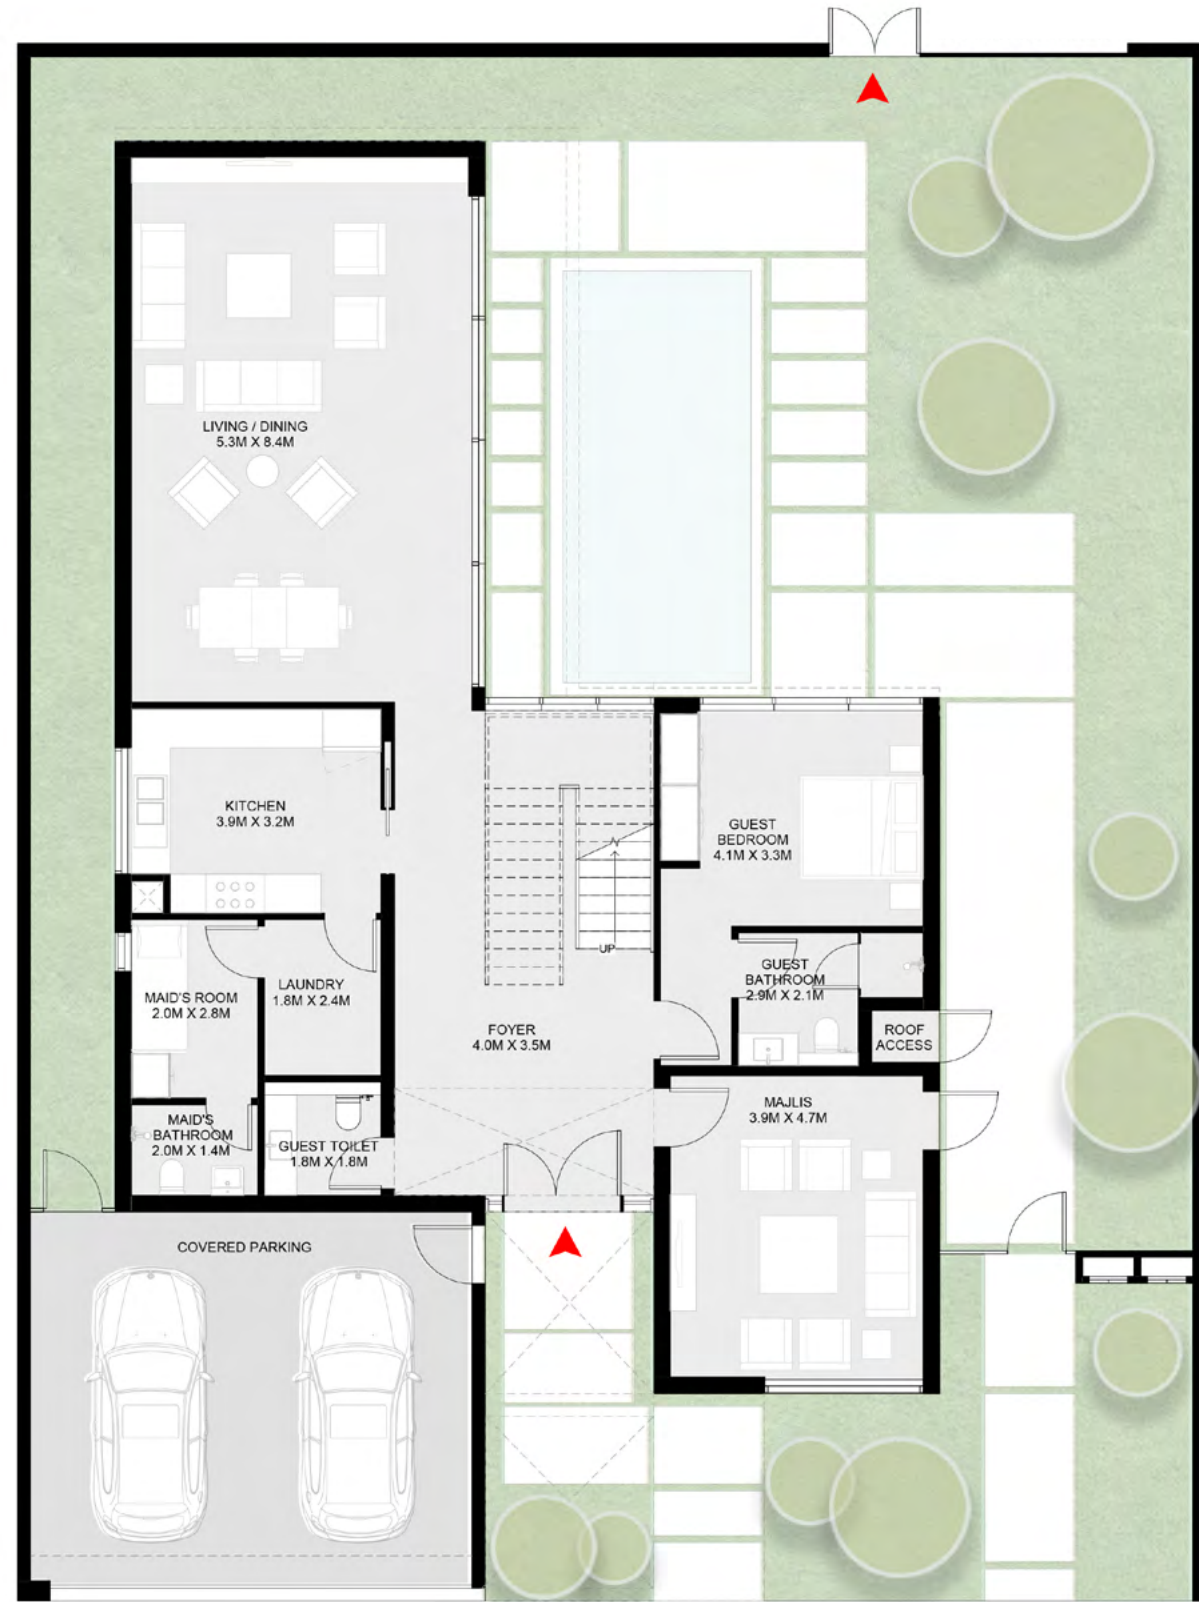 LIVING / DINING
5.3M X 8.4M
KITCHEN
3.9M X 3.2M
GUEST
BEDROOM
4.1M X 3.3M
UP
GUEST
BATHROOM
2.9M X 2.1M
LAUNDRY
1.8M X 2.4M
MAID'S ROOM
2.0M X 2.8M
FOYER
4.0M X 3.5M
ROOF
ACCESS
MAJLIS
3.9M X 4.7M
MAID'S
BATHROOM
2.0M X 1.4M
GUEST TOILET
1.8M X 1.8M
COVERED PARKING